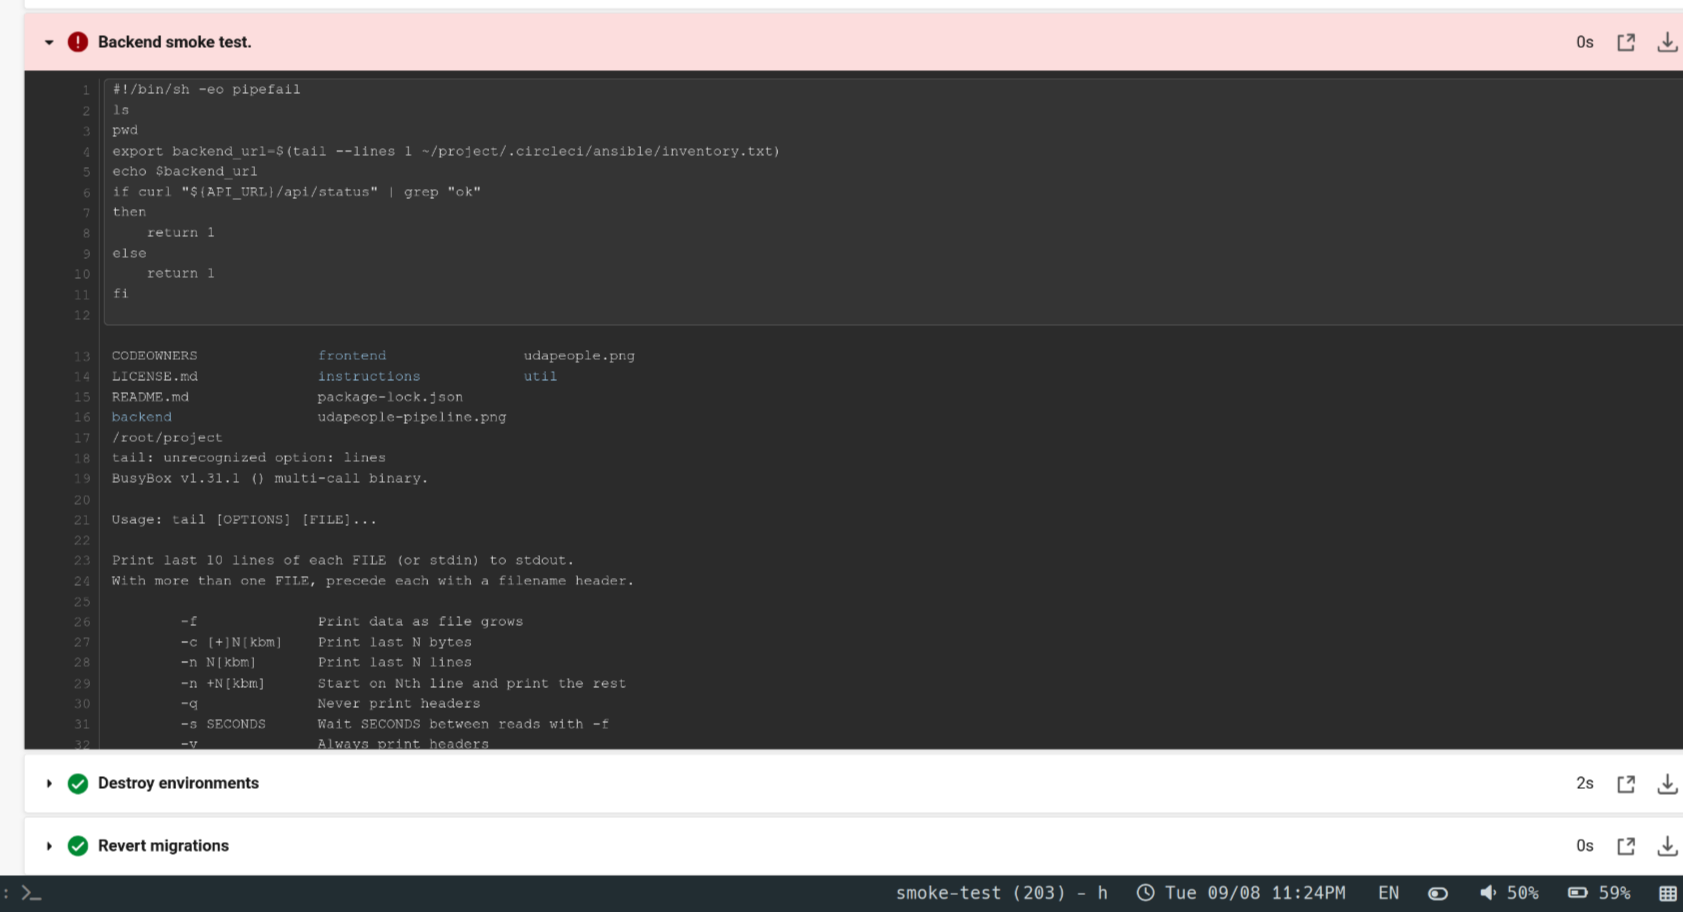 Backend smoke test.
0s
1 #!/bin/sh -eo pipefail
2 ls
3 pwd
4 export backend_url=$(tail --lines 1 ~/project/.circleci/ansible/inventory.txt)
5 echo $backend_url
6 if curl "${API_URL}/api/status" | grep "ok"
7 then
8 return 1
9 else
10 return 1
11 fi
12
13 CODEOWNERS frontend udapeople.png
14 LICENSE.md instructions util
15 README.md package-lock.json
16 backend udapeople-pipeline.png
17 /root/project
18 tail: unrecognized option: lines
19 BusyBox v1.31.1 () multi-call binary.
20
21 Usage: tail [OPTIONS] [FILE]...
22
23 Print last 10 lines of each FILE (or stdin) to stdout.
24 With more than one FILE, precede each with a filename header.
25
26 -f Print data as file grows
27 -c [+]N[kbm] Print last N bytes
28 -n N[kbm] Print last N lines
29 -n +N[kbm] Start on Nth line and print the rest
30 -q Never print headers
31 -s SECONDS Wait SECONDS between reads with -f
32 -v Always print headers
Destroy environments
2s
Revert migrations
0s
: >_ smoke-test (203) - h Tue 09/08 11:24PM EN 50% 59%